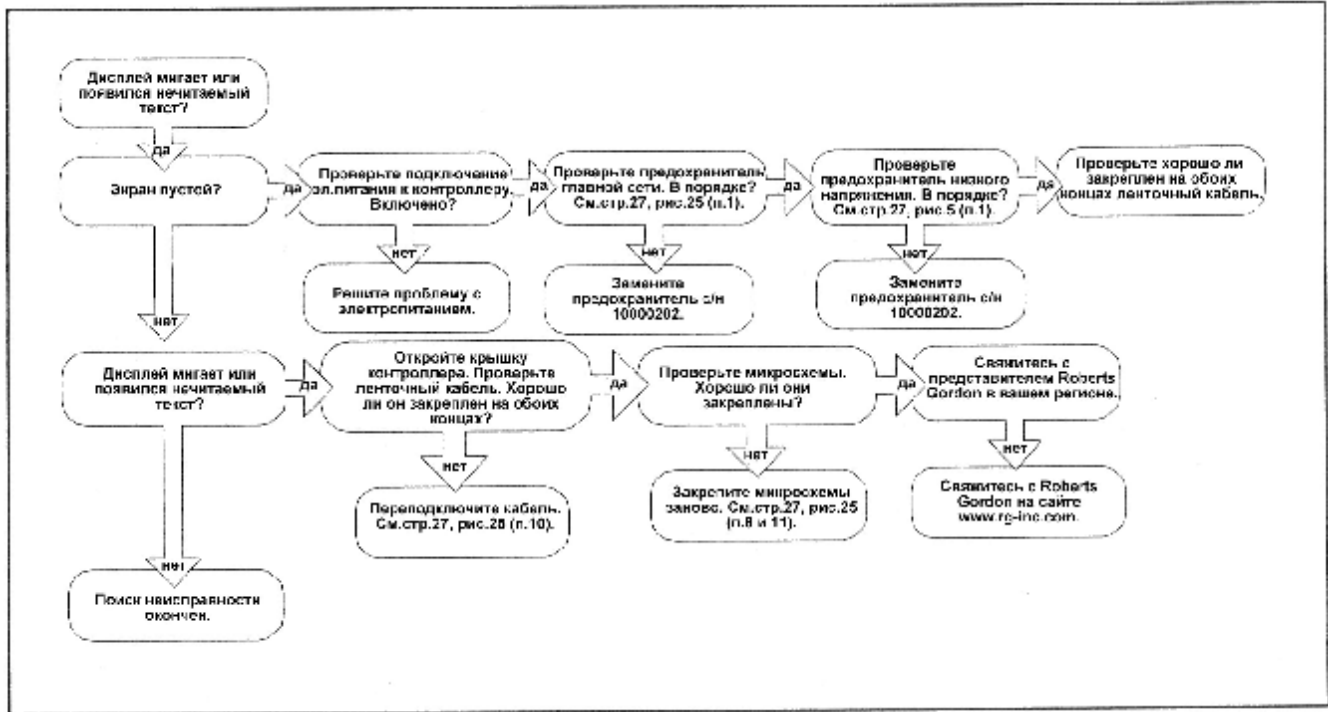 Дисплей мигает или
появился нечитаемый
текст?
да
Экран пустей?
да
Проверьте подключение
эл.питания к контроллеру.
Включено?
да
Проверьте предохранитель
главной сети. В порядке?
См.стр.27, рис.25 (п.1).
да
Проверьте
предохранитель низкого
напряжения. В порядке?
См.стр.27, рис.5 (п.1).
да
Проверьте хорошо ли
закреплен на обоих
концах ленточный кабель.
нет
Решите проблему с
электропитанием.
нет
Замените
предохранитель с/н
10000202.
нет
Замените
предохранитель с/н
10000202.
нет
Дисплей мигает или
появился нечитаемый
текст?
да
Откройте крышку
контроллера. Проверьте
ленточный кабель. Хорошо
ли он закреплен на обоих
концах?
да
Проверьте микросхемы.
Хорошо ли они
закреплены?
да
Свяжитесь с
представителем Roberts
Gordon в вашем регионе.
нет
Переподключите кабель.
См.стр.27, рис.26 (п.10).
нет
Закрепите микросхемы
заново. См.стр.27, рис.25
(п.8 и 11).
нет
Свяжитесь с Roberts
Gordon на сайте
www.rg-inc.com.
нет
Поиск неисправности
окончен.